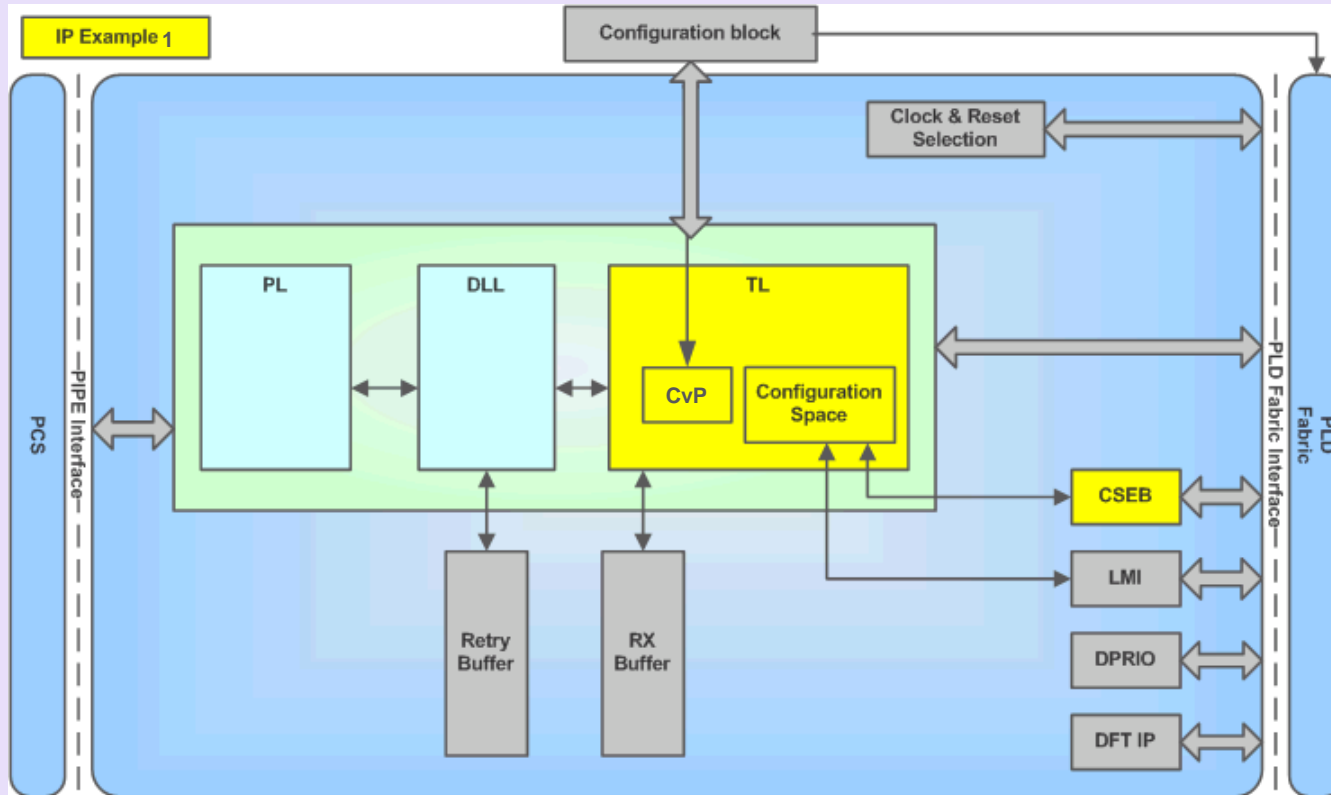 IP Example 1
Configuration block
Clock & Reset
Selection
PL
DLL
TL
CvP
Configuration
Space
PCS
PIPE Interface
PLD Fabric Interface
PLD
Fabric
CSEB
LMI
Retry
Buffer
RX
Buffer
DPRIO
DFT IP